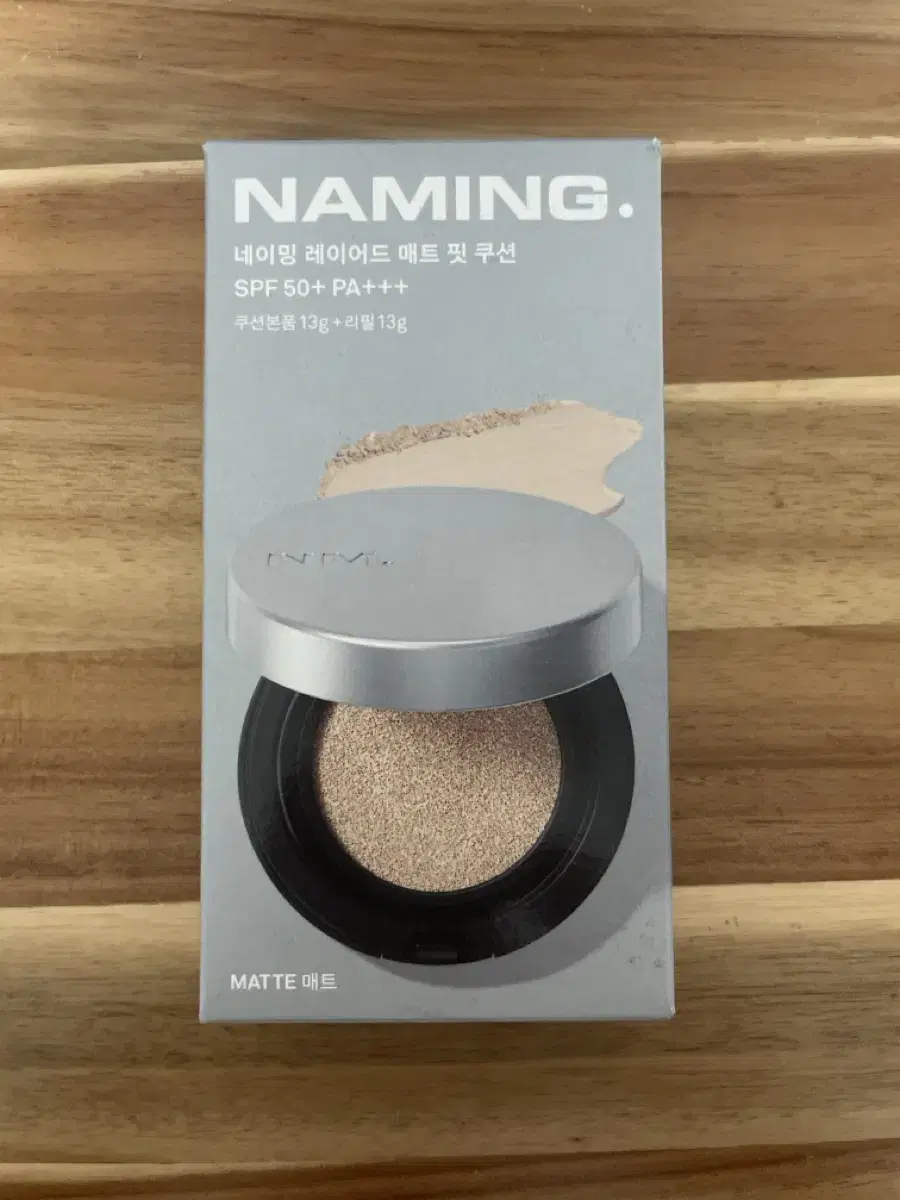 NAMING.
네이밍 레이어드 매트 핏 쿠션
SPF 50+ PA+++
쿠션본품 13g + 리필 13g
NM.
MATTE 매트